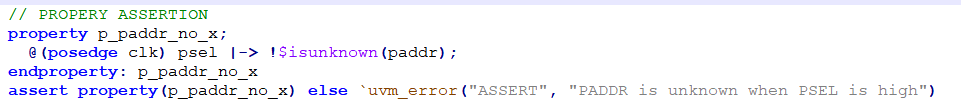 // PROPERY ASSERTION
property p_paddr_no_x;
  @(posedge clk) psel |-> !$isunknown(paddr);
endproperty: p_paddr_no_x
assert property(p_paddr_no_x) else `uvm_error("ASSERT", "PADDR is unknown when PSEL is high")